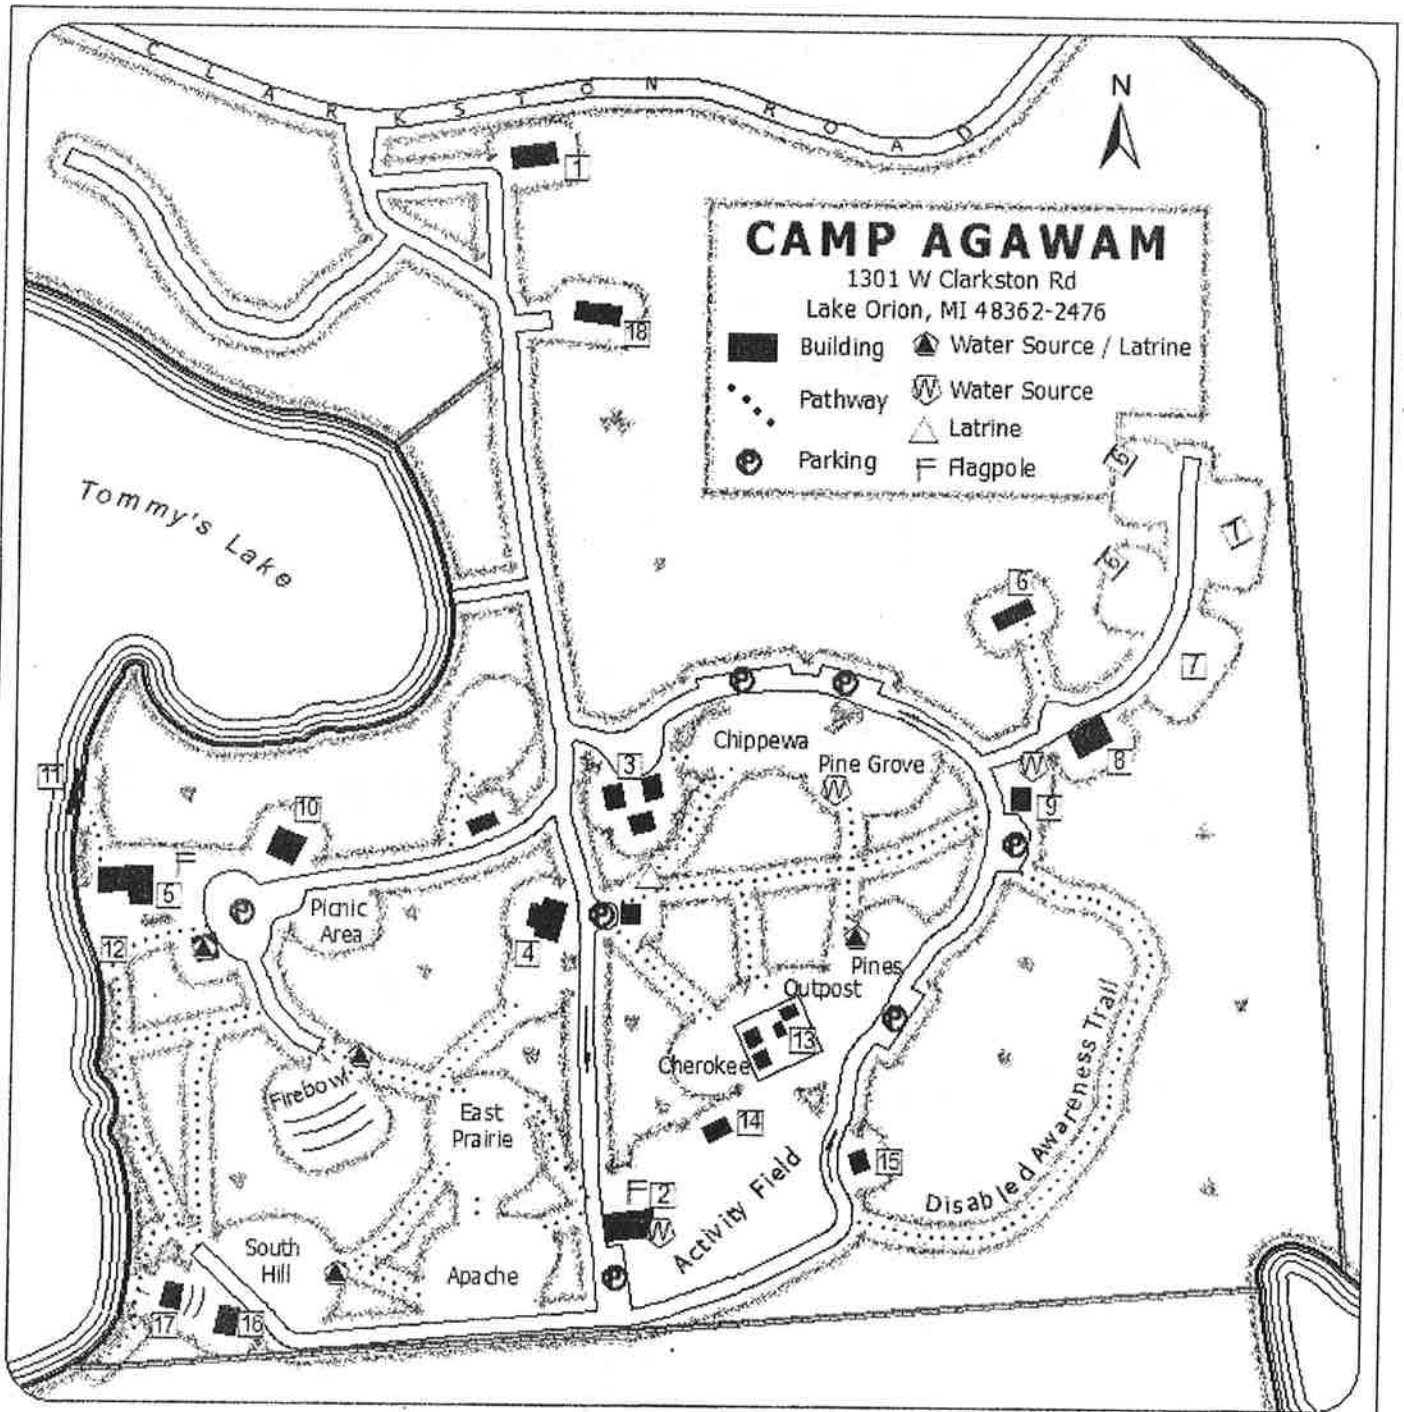 CLARKSTON ROAD
N
1
CAMP AGAWAM
1301 W Clarkston Rd
Lake Orion, MI 48362-2476
Building
Water Source / Latrine
Pathway
Water Source
Latrine
Parking
Flagpole
18
Tommy's Lake
6
6
7
6
7
Chippewa
Pine Grove
3
8
11
10
9
5
Picnic
Area
4
12
Pines
Outpost
13
Cherokee
Firebowl
East
Prairie
14
15
Disabled Awareness Trail
2
Activity Field
South
Hill
Apache
17
16